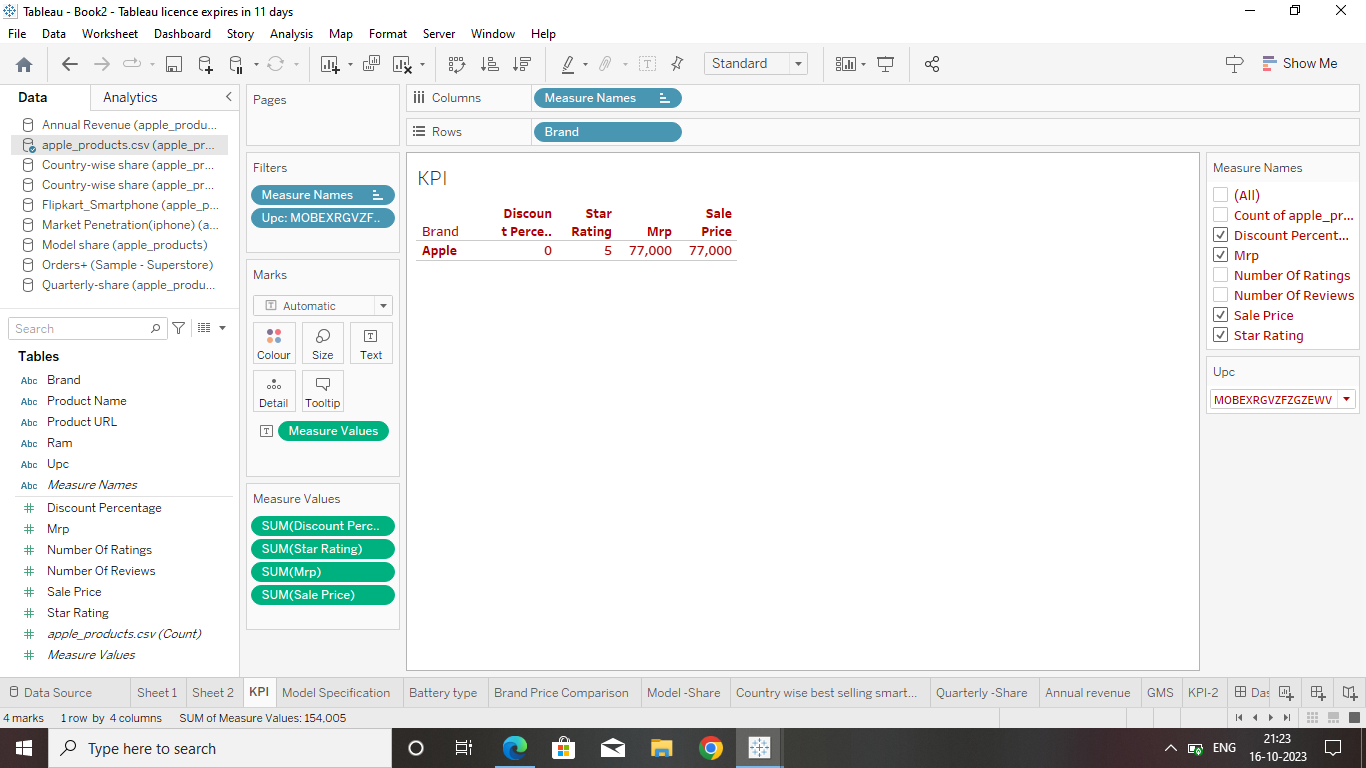 Tableau - Book2 - Tableau licence expires in 11 days
File Data Worksheet Dashboard Story Analysis Map Format Server Window Help
Standard
Show Me
Data Analytics
Annual Revenue (apple_produ...
apple_products.csv (apple_pr...
Country-wise share (apple_pr...
Country-wise share (apple_pr...
Flipkart_Smartphone (apple_p...
Market Penetration(iphone) (a...
Model share (apple_products)
Orders+ (Sample - Superstore)
Quarterly-share (apple_produ...
Search
Tables
Abc Brand
Abc Product Name
Abc Product URL
Abc Ram
Abc Upc
Abc Measure Names
# Discount Percentage
# Mrp
# Number Of Ratings
# Number Of Reviews
# Sale Price
# Star Rating
# apple_products.csv (Count)
# Measure Values
Pages
Filters
Measure Names
Upc: MOBEXRGVZF..
Marks
T Automatic
Colour Size Text
Detail Tooltip
T Measure Values
Measure Values
SUM(Discount Perc..
SUM(Star Rating)
SUM(Mrp)
SUM(Sale Price)
Columns Measure Names
Rows Brand
KPI
Discoun Star Sale
Brand t Perce.. Rating Mrp Price
Apple 0 5 77,000 77,000
Measure Names
(All)
Count of apple_pr...
Discount Percent...
Mrp
Number Of Ratings
Number Of Reviews
Sale Price
Star Rating
Upc
MOBEXRGVZFZGZEWV
Data Source Sheet 1 Sheet 2 KPI Model Specification Battery type Brand Price Comparison Model -Share Country wise best selling smart... Quarterly -Share Annual revenue GMS KPI-2 Das
4 marks 1 row by 4 columns SUM of Measure Values: 154,005
Type here to search
ENG
21:23
16-10-2023